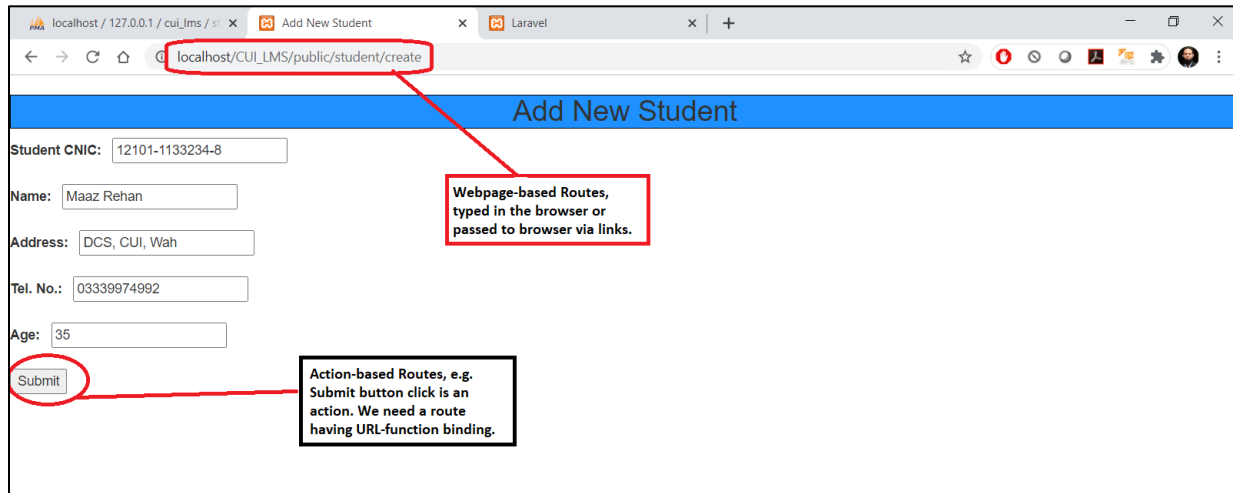 localhost / 127.0.0.1 / cui_lms / st
Add New Student
Laravel
localhost/CUI_LMS/public/student/create
Add New Student
Student CNIC: 12101-1133234-8
Name: Maaz Rehan
Webpage-based Routes,
typed in the browser or
passed to browser via links.
Address: DCS, CUI, Wah
Tel. No.: 03339974992
Age: 35
Submit
Action-based Routes, e.g.
Submit button click is an
action. We need a route
having URL-function binding.